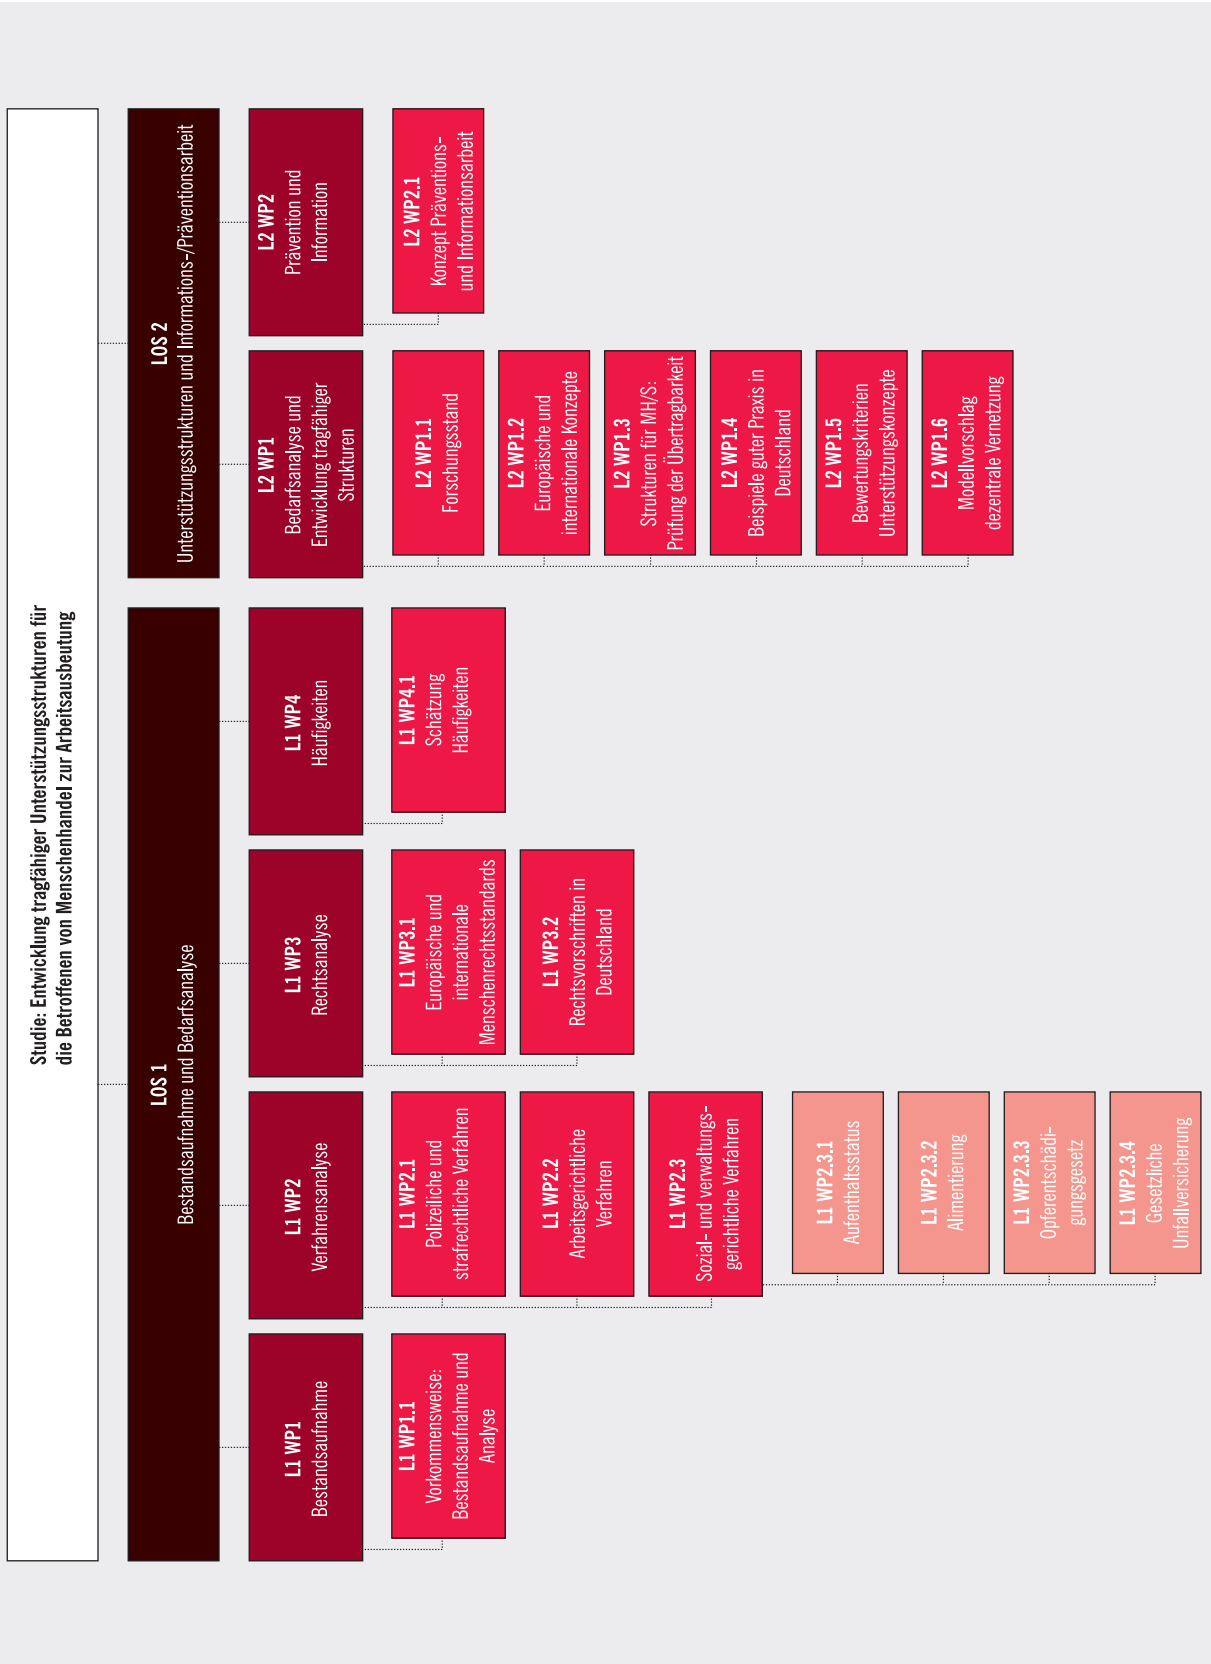 Studie: Entwicklung tragfähiger Unterstützungsstrukturen für
die Betroffenen von Menschenhandel zur Arbeitsausbeutung
LOS 1
Bestandsaufnahme und Bedarfsanalyse
LOS 2
Unterstützungsstrukturen und Informations-/Präventionsarbeit
L1 WP1
Bestandsaufnahme
L1 WP2
Verfahrensanalyse
L1 WP3
Rechtsanalyse
L1 WP4
Häufigkeiten
L2 WP1
Bedarfsanalyse und
Entwicklung tragfähiger
Strukturen
L2 WP2
Prävention und
Information
L1 WP1.1
Vorkommensweise:
Bestandsaufnahme und
Analyse
L1 WP2.1
Polizeiliche und
strafrechtliche Verfahren
L1 WP2.2
Arbeitsgerichtliche
Verfahren
L1 WP2.3
Sozial- und verwaltungs-
gerichtliche Verfahren
L1 WP2.3.1
Aufenthaltsstatus
L1 WP2.3.2
Alimentierung
L1 WP2.3.3
Opferentschädi-
gungsgesetz
L1 WP2.3.4
Gesetzliche
Unfallversicherung
L1 WP3.1
Europäische und
internationale
Menschenrechtsstandards
L1 WP3.2
Rechtsvorschriften in
Deutschland
L1 WP4.1
Schätzung
Häufigkeiten
L2 WP1.1
Forschungsstand
L2 WP1.2
Europäische und
internationale Konzepte
L2 WP1.3
Strukturen für MH/S:
Prüfung der Übertragbarkeit
L2 WP1.4
Beispiele guter Praxis in
Deutschland
L2 WP1.5
Bewertungskriterien
Unterstützungskonzepte
L2 WP1.6
Modellvorschlag
dezentrale Vernetzung
L2 WP2.1
Konzept Präventions-
und Informationsarbeit